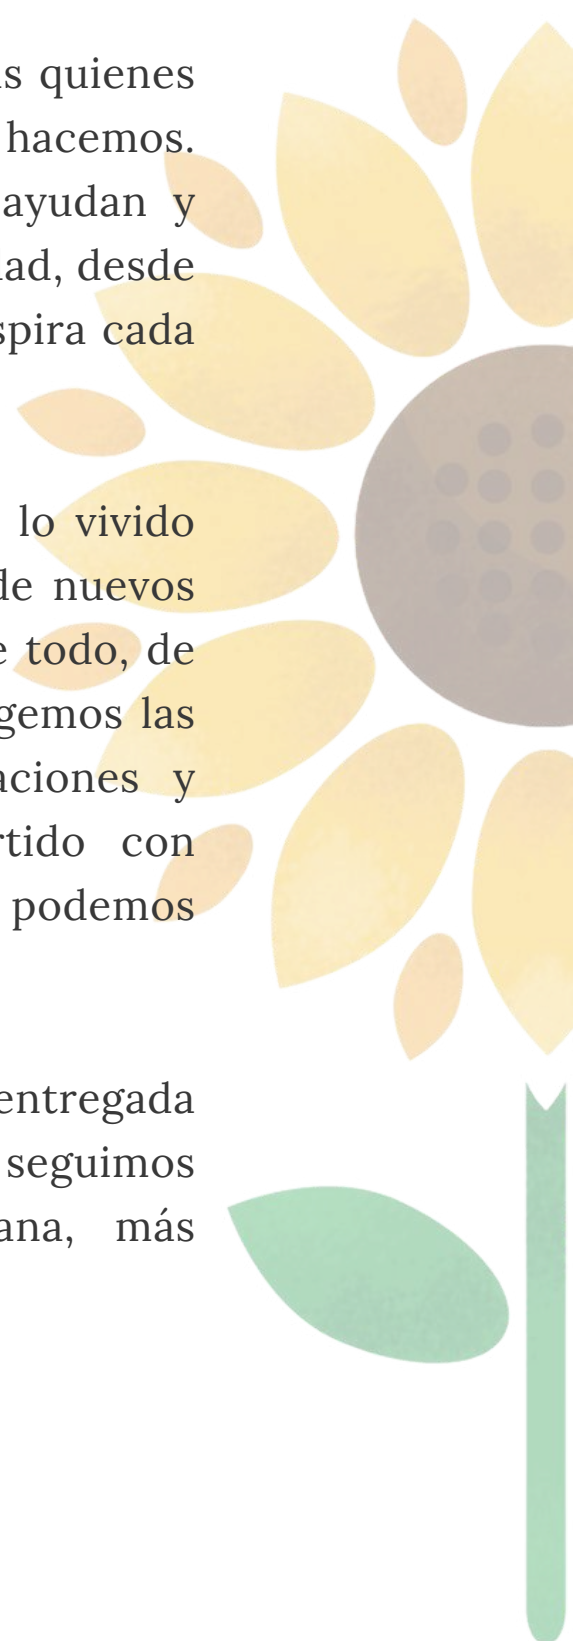 s quienes
hacemos.
ayudan y
ad, desde
spira cada
lo vivido
de nuevos
e todo, de
gemos las
aciones y
rtido con
podemos
entregada
seguimos
ana, más